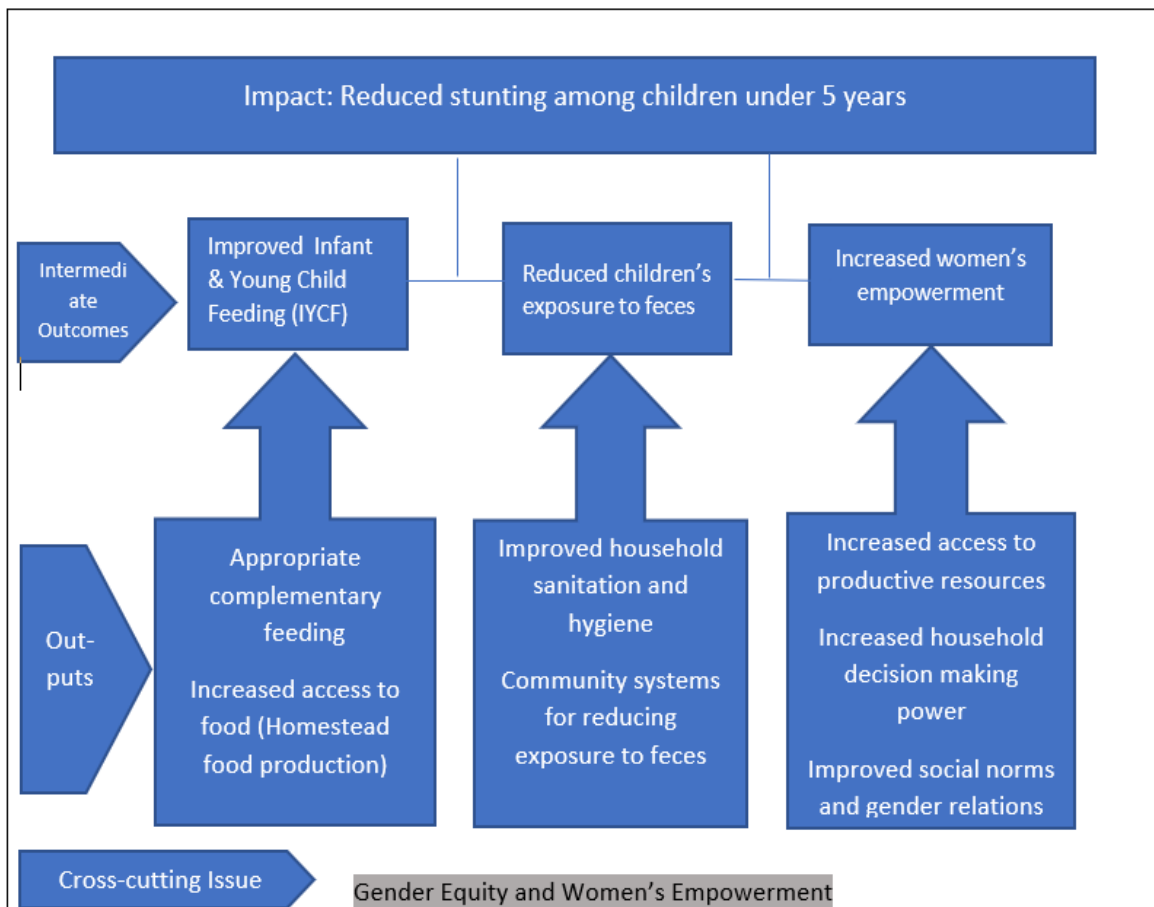 Impact: Reduced stunting among children under 5 years
Intermedi
ate
Outcomes
Improved Infant
& Young Child
Feeding (IYCF)
Reduced children's
exposure to feces
Increased women's
empowerment
Out-
puts
Appropriate
complementary
feeding
Increased access to
food (Homestead
food production)
Improved household
sanitation and
hygiene
Community systems
for reducing
exposure to feces
Increased access to
productive resources
Increased household
decision making
power
Improved social norms
and gender relations
Cross-cutting Issue
Gender Equity and Women's Empowerment